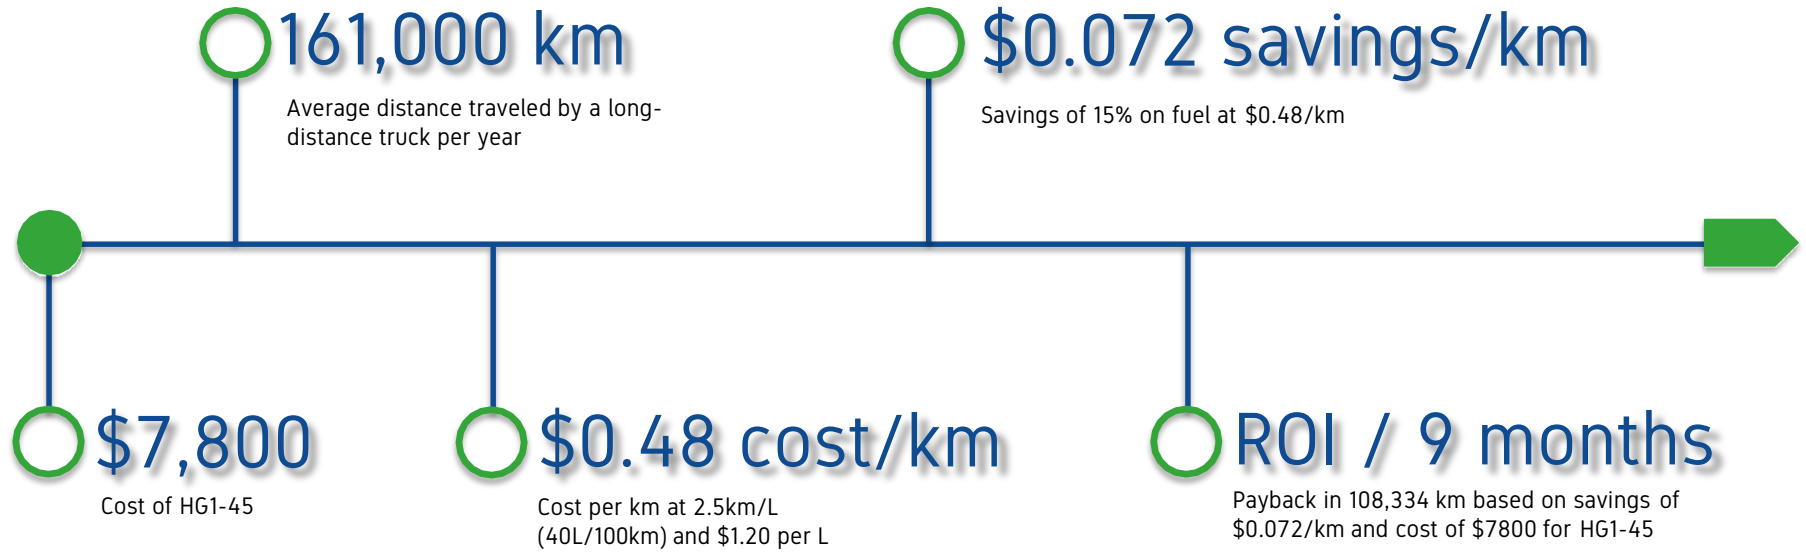 161,000 km
Average distance traveled by a long-
distance truck per year
$0.072 savings/km
Savings of 15% on fuel at $0.48/km
$7,800
Cost of HG1-45
$0.48 cost/km
Cost per km at 2.5km/L
(40L/100km) and $1.20 per L
ROI / 9 months
Payback in 108,334 km based on savings of
$0.072/km and cost of $7800 for HG1-45